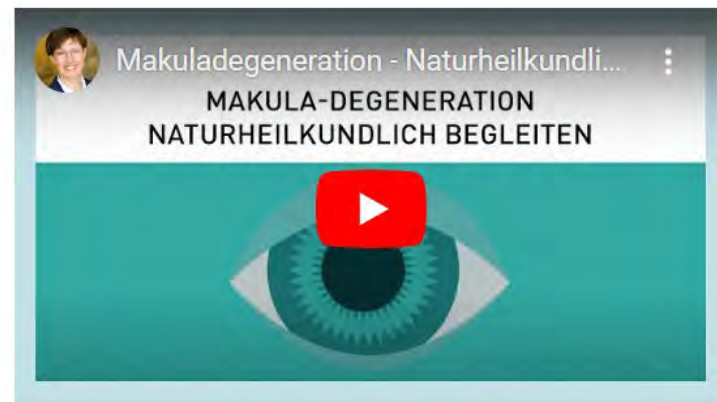 Makuladegeneration - Naturheilkundli...
MAKULA-DEGENERATION
NATURHEILKUNDLICH BEGLEITEN